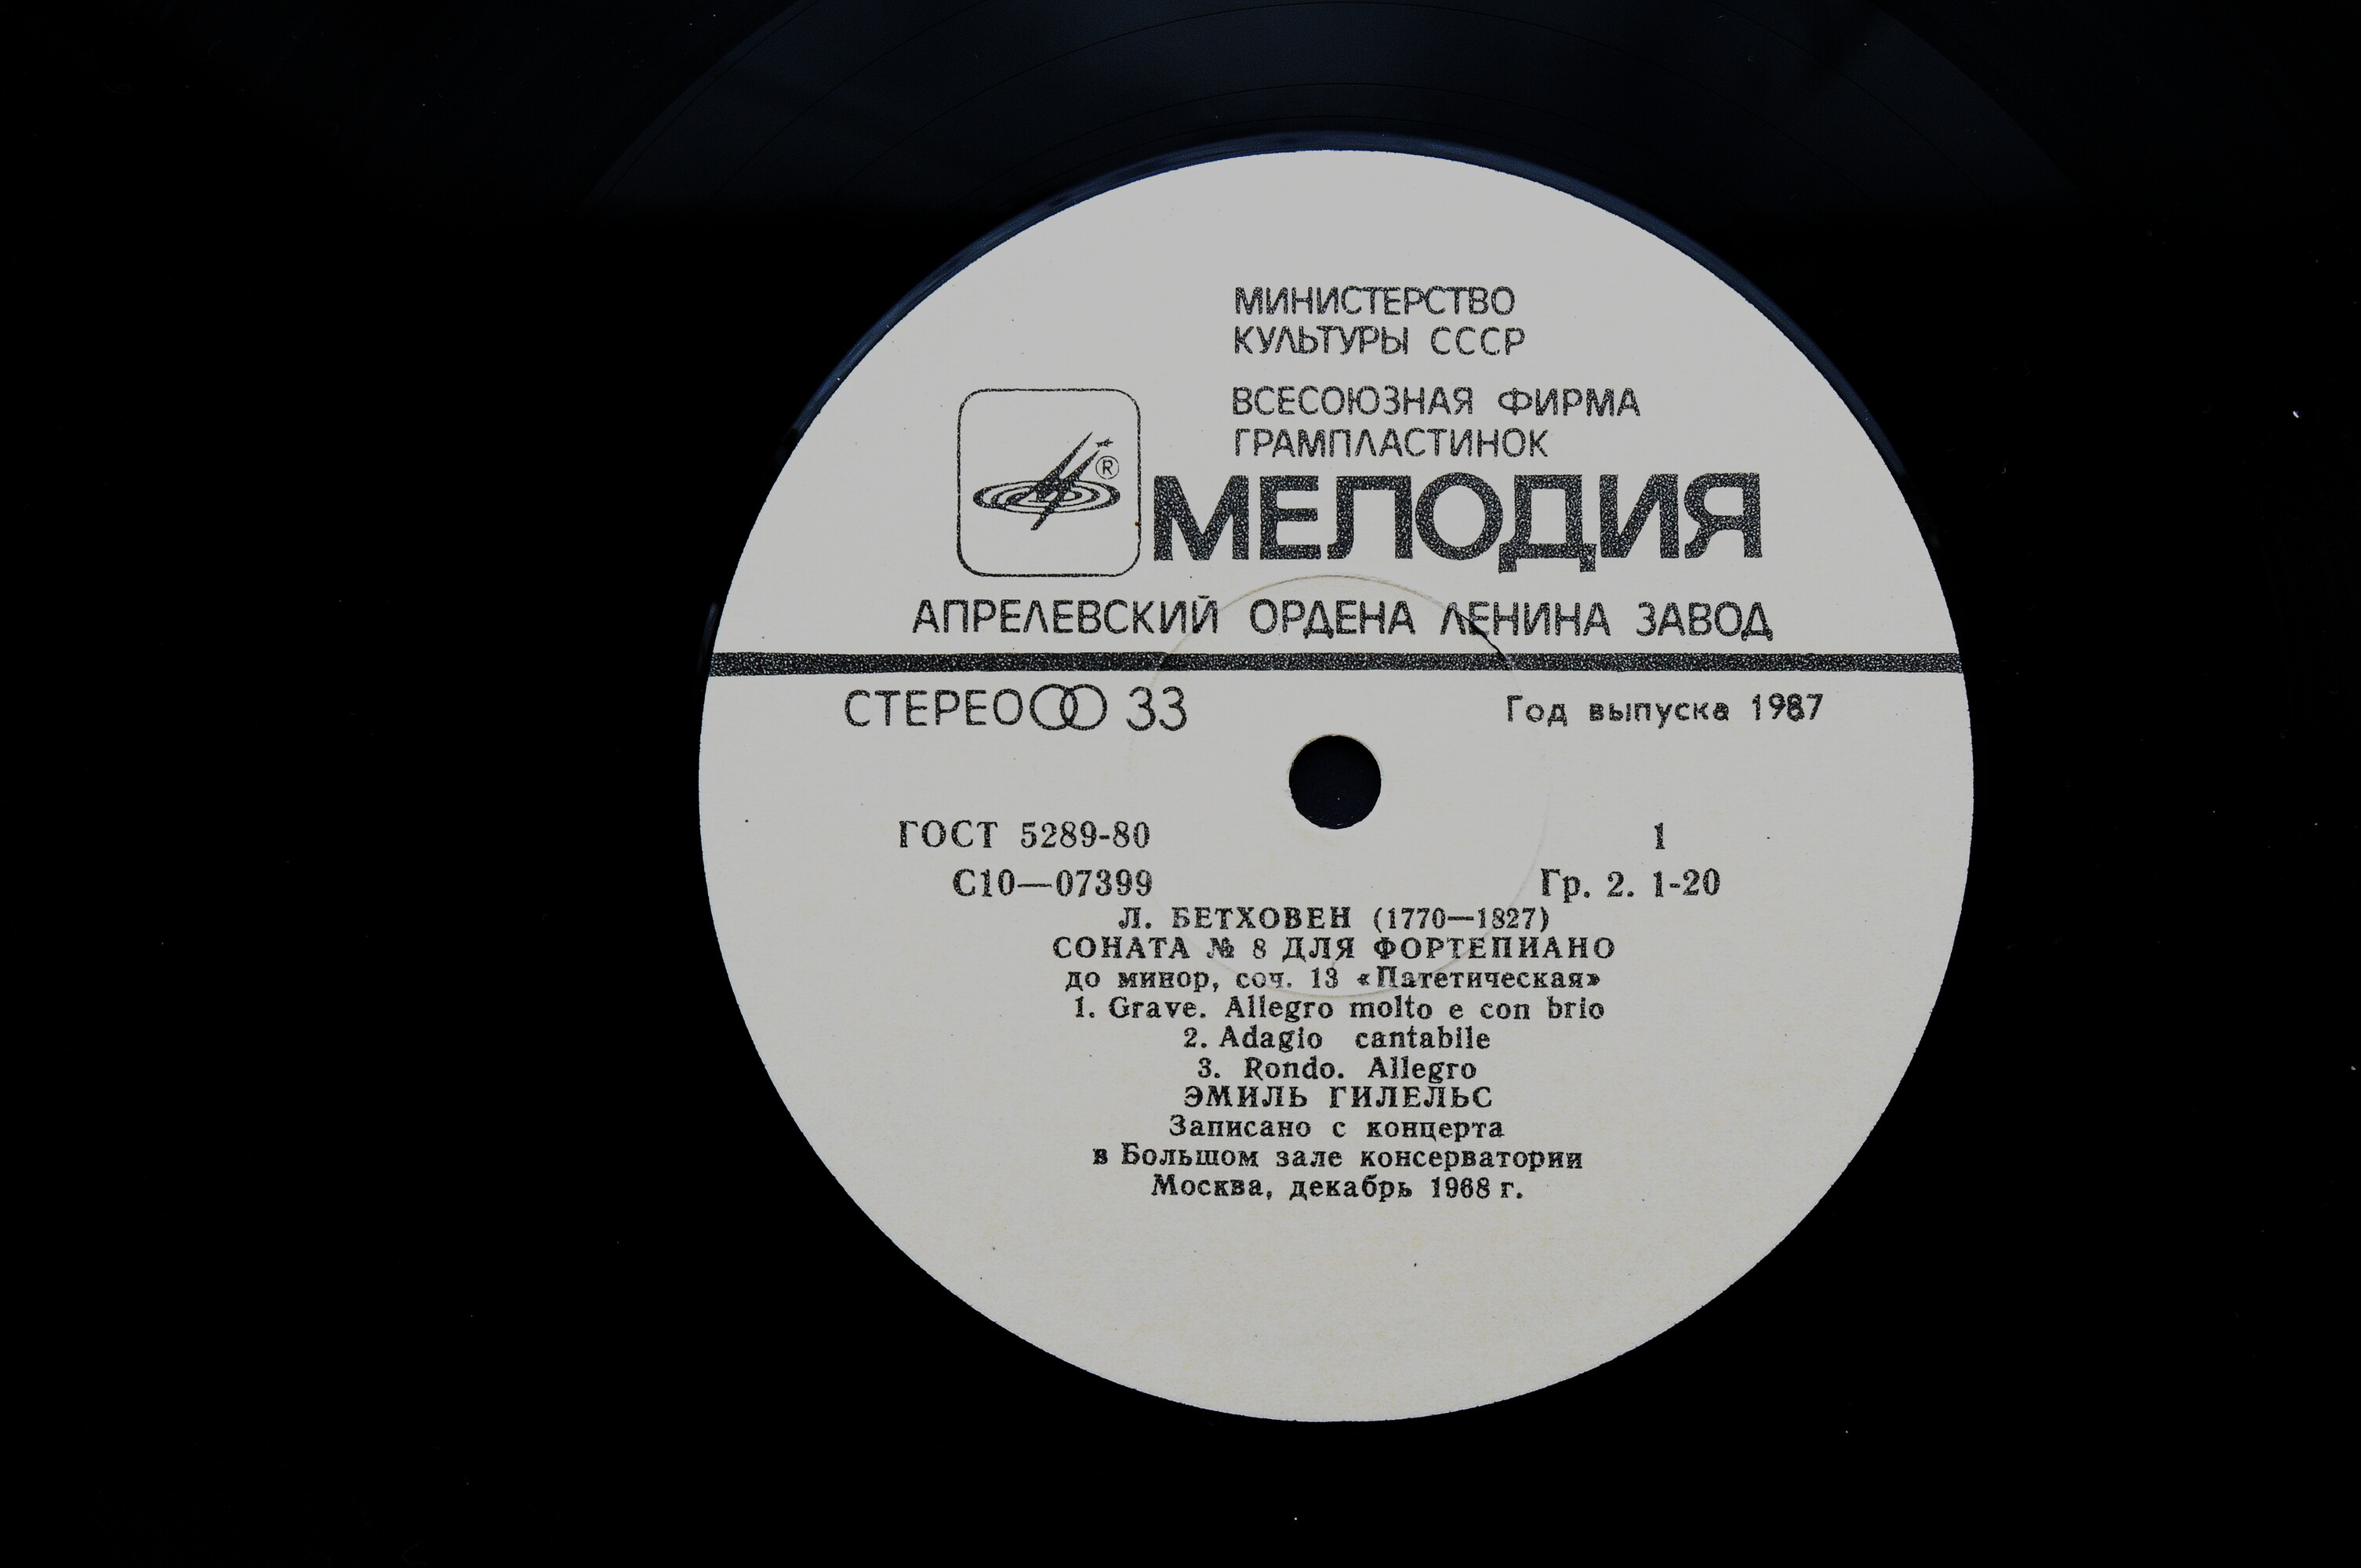 МИНИСТЕРСТВО
КУЛЬТУРЫ СССР
ВСЕСОЮЗНАЯ ФИРМА
ГРАМПЛАСТИНОК
®
МЕЛОДИЯ
АПРЕЛЕВСКИЙ ОРДЕНА ЛЕНИНА ЗАВОД
СТЕРЕО 33 Год выпуска 1987
ГОСТ 5289-80 1
С10—07399 Гр. 2. 1-20
Л. БЕТХОВЕН (1770—1827)
СОНАТА № 8 ДЛЯ ФОРТЕПИАНО
до минор, соч. 13 «Патетическая»
1. Grave. Allegro molto e con brio
2. Adagio cantabile
3. Rondo. Allegro
ЭМИЛЬ ГИЛЕЛЬС
Записано с концерта
в Большом зале консерватории
Москва, декабрь 1968 г.